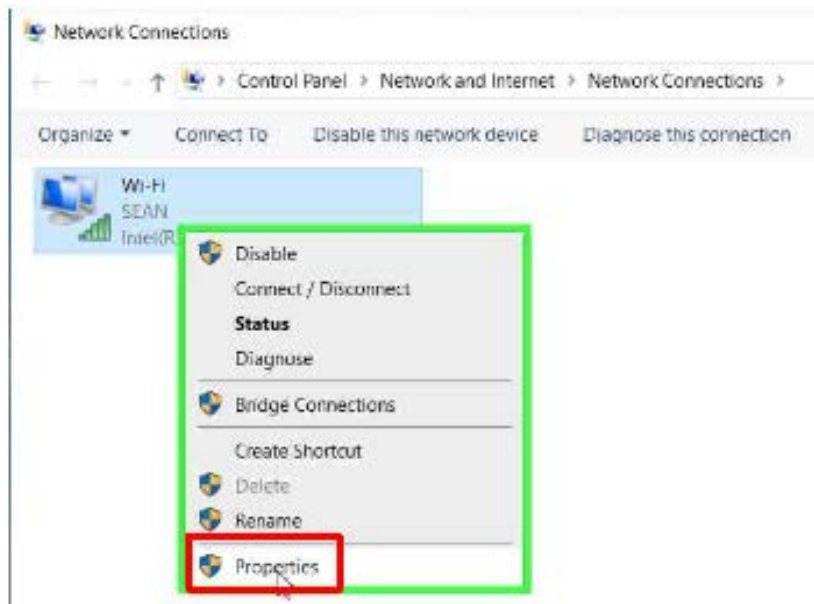 Network Connections
Control Panel > Network and Internet > Network Connections >
Organize Connect To Disable this network device Diagnose this connection
Wi-Fi
SEAN
Intel(R
Disable
Connect / Disconnect
Status
Diagnose
Bridge Connections
Create Shortcut
Delete
Rename
Properties